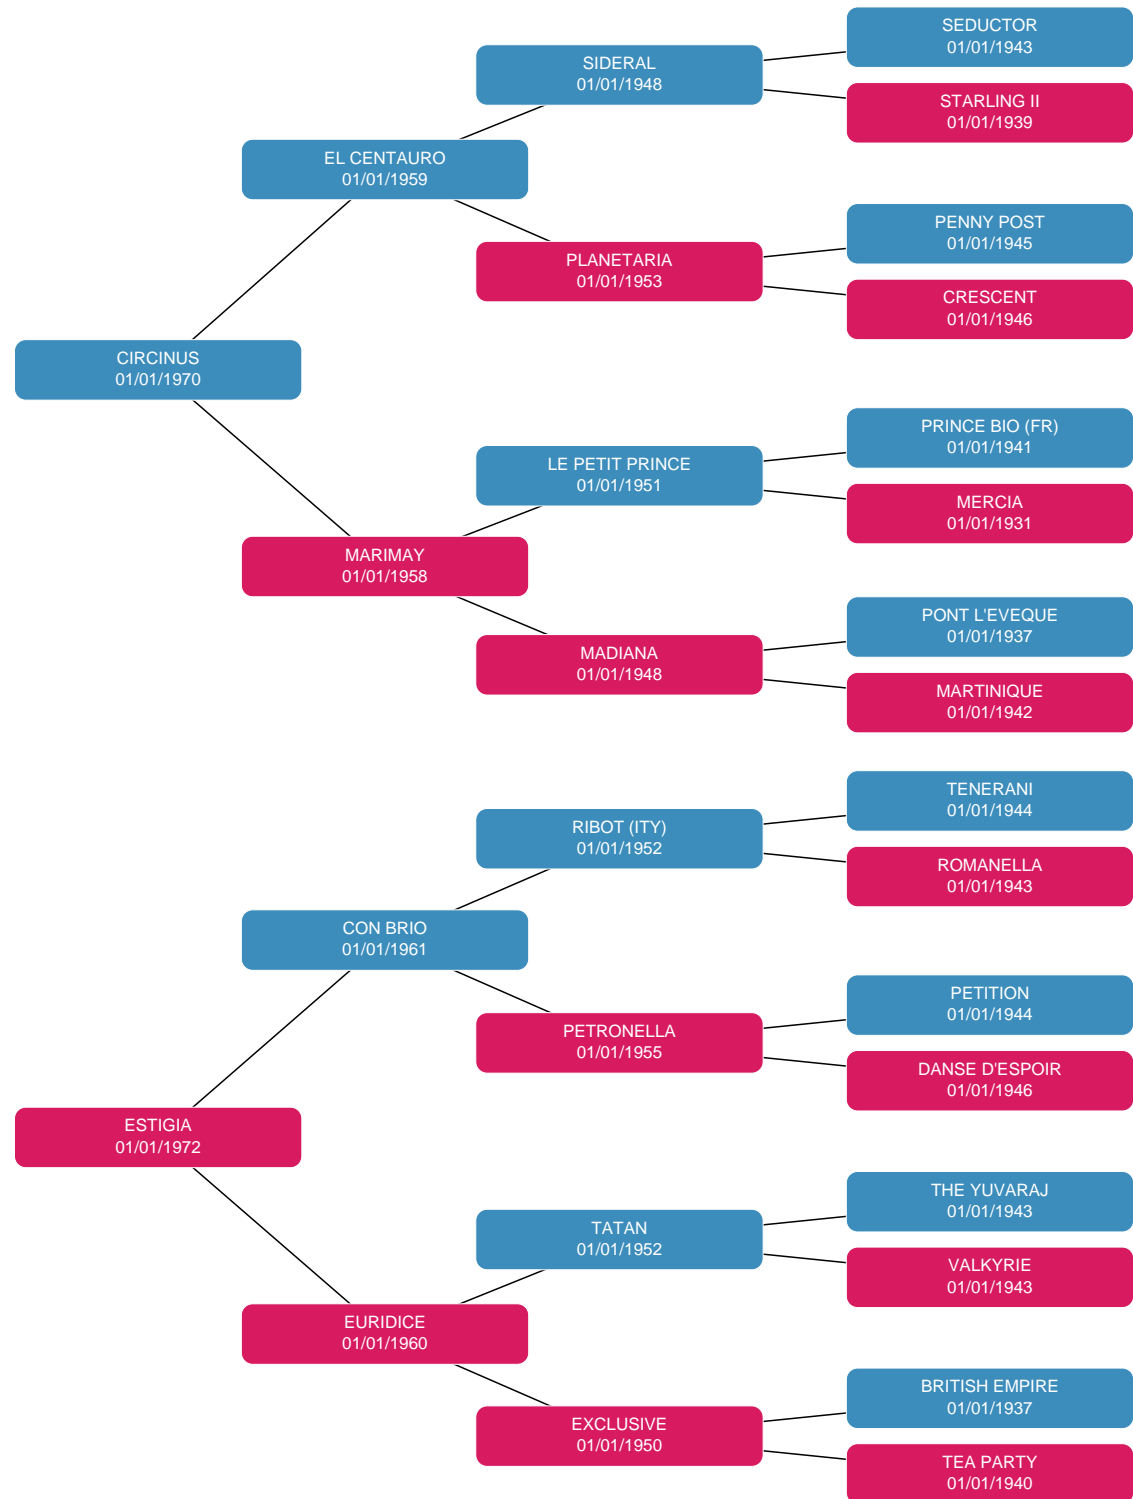 SEDUCTOR
01/01/1943
SIDERAL
01/01/1948
STARLING II
01/01/1939
EL CENTAURO
01/01/1959
PENNY POST
01/01/1945
PLANETARIA
01/01/1953
CRESCENT
01/01/1946
CIRCINUS
01/01/1970
PRINCE BIO (FR)
01/01/1941
LE PETIT PRINCE
01/01/1951
MERCIA
01/01/1931
MARIMAY
01/01/1958
PONT L'EVEQUE
01/01/1937
MADIANA
01/01/1948
MARTINIQUE
01/01/1942
TENERANI
01/01/1944
RIBOT (ITY)
01/01/1952
ROMANELLA
01/01/1943
CON BRIO
01/01/1961
PETITION
01/01/1944
PETRONELLA
01/01/1955
DANSE D'ESPOIR
01/01/1946
ESTIGIA
01/01/1972
THE YUVARAJ
01/01/1943
TATAN
01/01/1952
VALKYRIE
01/01/1943
EURIDICE
01/01/1960
BRITISH EMPIRE
01/01/1937
EXCLUSIVE
01/01/1950
TEA PARTY
01/01/1940